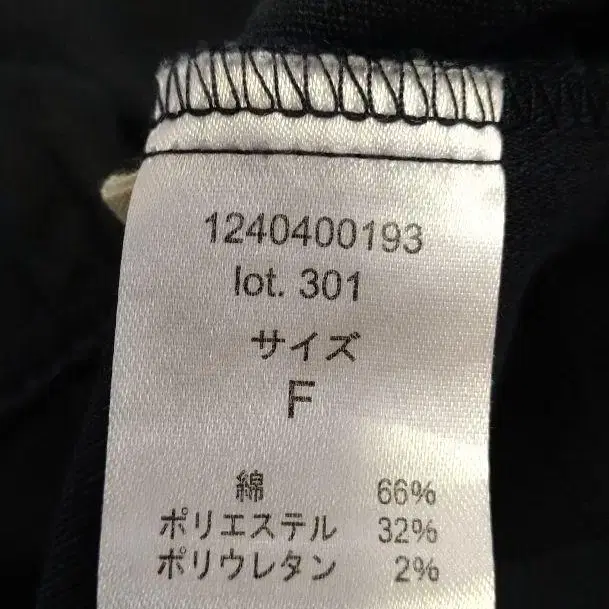 1240400193
lot. 301
サイズ
F
綿 66%
ポリエステル 32%
ポリウレタン 2%